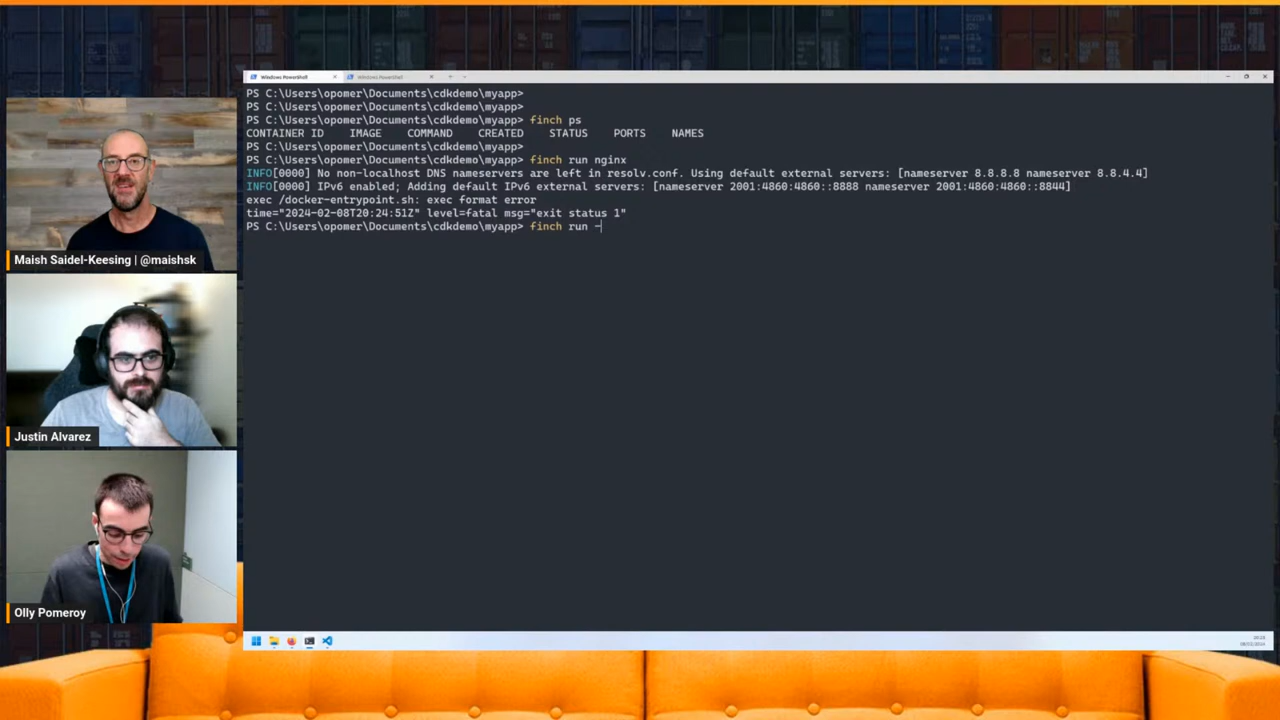 Windows PowerShell
Windows PowerShell
PS C:\Users\opomer\Documents\cdkdemo\myapp>
PS C:\Users\opomer\Documents\cdkdemo\myapp>
PS C:\Users\opomer\Documents\cdkdemo\myapp> finch ps
CONTAINER ID IMAGE COMMAND CREATED STATUS PORTS NAMES
PS C:\Users\opomer\Documents\cdkdemo\myapp>
PS C:\Users\opomer\Documents\cdkdemo\myapp> finch run nginx
INFO[0000] No non-localhost DNS nameservers are left in resolv.conf. Using default external servers: [nameserver 8.8.8.8 nameserver 8.8.4.4]
INFO[0000] IPv6 enabled; Adding default IPv6 external servers: [nameserver 2001:4860:4860::8888 nameserver 2001:4860:4860::8844]
exec /docker-entrypoint.sh: exec format error
time="2024-02-08T20:24:51Z" level=fatal msg="exit status 1"
PS C:\Users\opomer\Documents\cdkdemo\myapp> finch run -
Maish Saidel-Keesing | @maishsk
Justin Alvarez
Olly Pomeroy